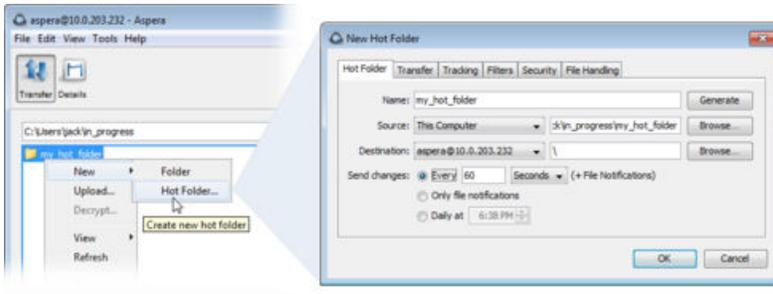 aspera@10.0.203.232 - Aspera
File Edit View Tools Help
Transfer Details
C:\Users\jack\in_progress
my_hot_folder
New
Folder
Upload...
Hot Folder...
Decrypt...
Create new hot folder
View
Refresh
New Hot Folder
Hot Folder Transfer Tracking Filters Security File Handling
Name: my_hot_folder Generate
Source: This Computer :k\in_progress\my_hot_folder Browse...
Destination: aspera@10.0.203.232 \ Browse...
Send changes: Every 60 Seconds (+ File Notifications)
Only file notifications
Daily at 6:38 PM
OK Cancel